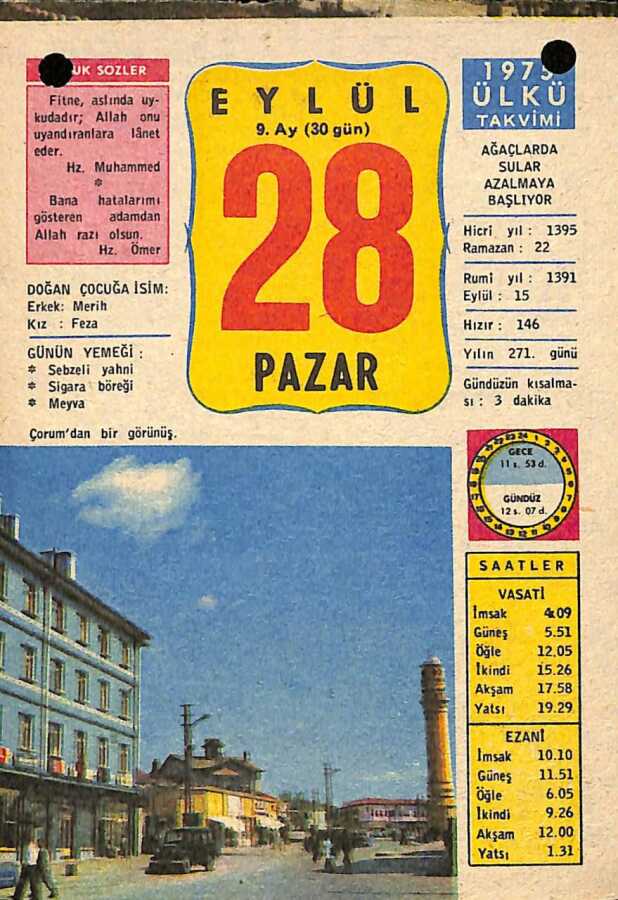 UK SÖZLER
Fitne, aslında uy-
kudadır; Allah onu
uyandıranlara lânet
eder.
Hz. Muhammed
*
Bana hatalarımı
gösteren adamdan
Allah razı olsun.
Hz. Ömer
DOĞAN ÇOCUĞA İSİM:
Erkek: Merih
Kız : Feza
GÜNÜN YEMEĞİ :
* Sebzeli yahni
* Sigara böreği
* Meyva
Çorum'dan bir görünüş.
EYLÜL
9. Ay (30 gün)
28
PAZAR
1975
ÜLKÜ
TAKVİMİ
AĞAÇLARDA
SULAR
AZALMAYA
BAŞLIYOR
Hicrî yıl : 1395
Ramazan : 22
Rumî yıl : 1391
Eylül : 15
Hızır : 146
Yılın 271. günü
Gündüzün kısalma-
sı : 3 dakika
GECE
11 s. 53 d.
GÜNDÜZ
12 s. 07 d.
SAATLER
VASATİ
İmsak 4.09
Güneş 5.51
Öğle 12.05
İkindi 15.26
Akşam 17.58
Yatsı 19.29
EZANİ
İmsak 10.10
Güneş 11.51
Öğle 6.05
İkindi 9.26
Akşam 12.00
Yatsı 1.31